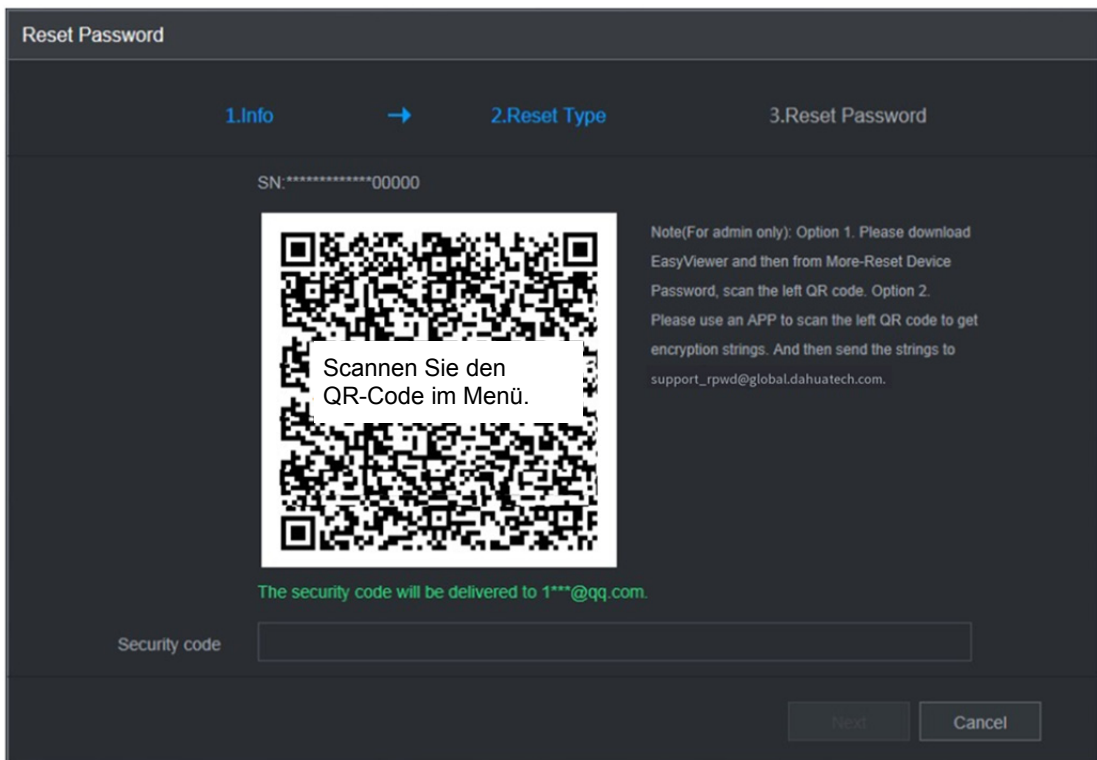 Reset Password
1.Info → 2.Reset Type 3.Reset Password
SN:*************00000
Note(For admin only): Option 1. Please download
EasyViewer and then from More-Reset Device
Password, scan the left QR code. Option 2.
Please use an APP to scan the left QR code to get
encryption strings. And then send the strings to
support_rpwd@global.dahuatech.com.
Scannen Sie den
QR-Code im Menü.
The security code will be delivered to 1***@qq.com.
Security code
Next Cancel